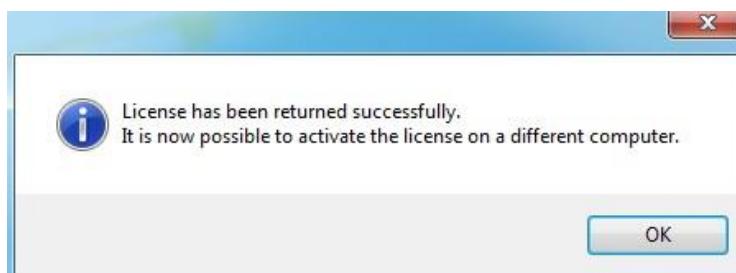 License has been returned successfully.
It is now possible to activate the license on a different computer.
OK